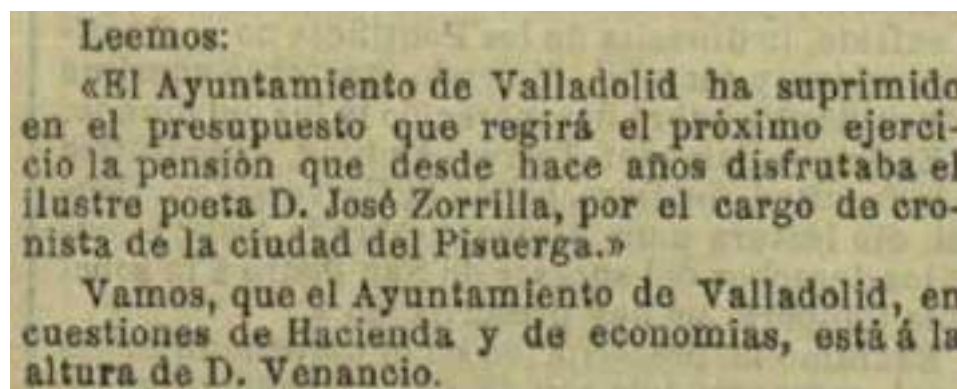 Leemos:
«El Ayuntamiento de Valladolid ha suprimido
en el presupuesto que regirá el próximo ejerci-
cio la pensión que desde hace años disfrutaba el
ilustre poeta D. José Zorrilla, por el cargo de cro-
nista de la ciudad del Pisuerga.»
Vamos, que el Ayuntamiento de Valladolid, en
cuestiones de Hacienda y de economias, está á la
altura de D. Venancio.